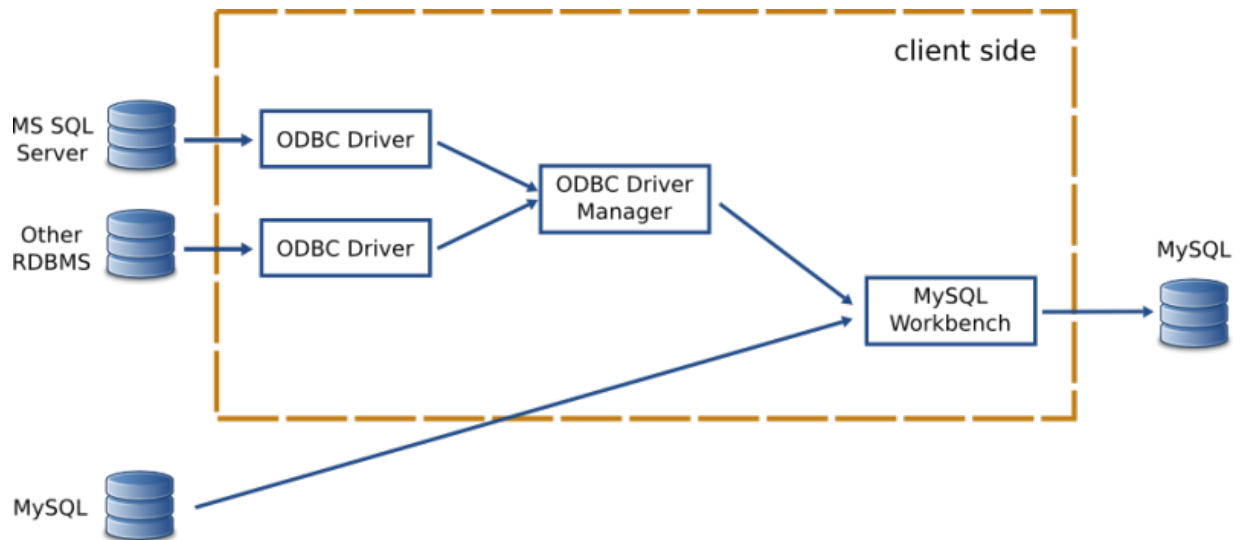 client side
MS SQL
Server
ODBC Driver
ODBC Driver
Manager
Other
RDBMS
ODBC Driver
MySQL
Workbench
MySQL
MySQL